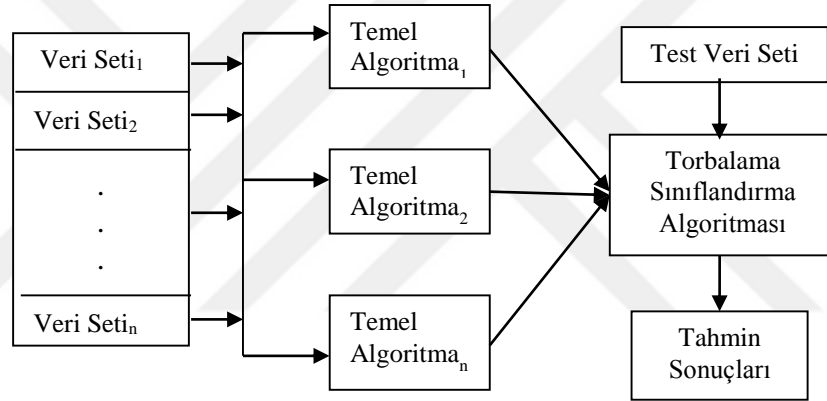 Veri Seti₁
Veri Seti₂
.
.
.
Veri Setiₙ
Temel
Algoritma₁
Temel
Algoritma₂
Temel
Algoritmaₙ
Test Veri Seti
Torbalama
Sınıflandırma
Algoritması
Tahmin
Sonuçları